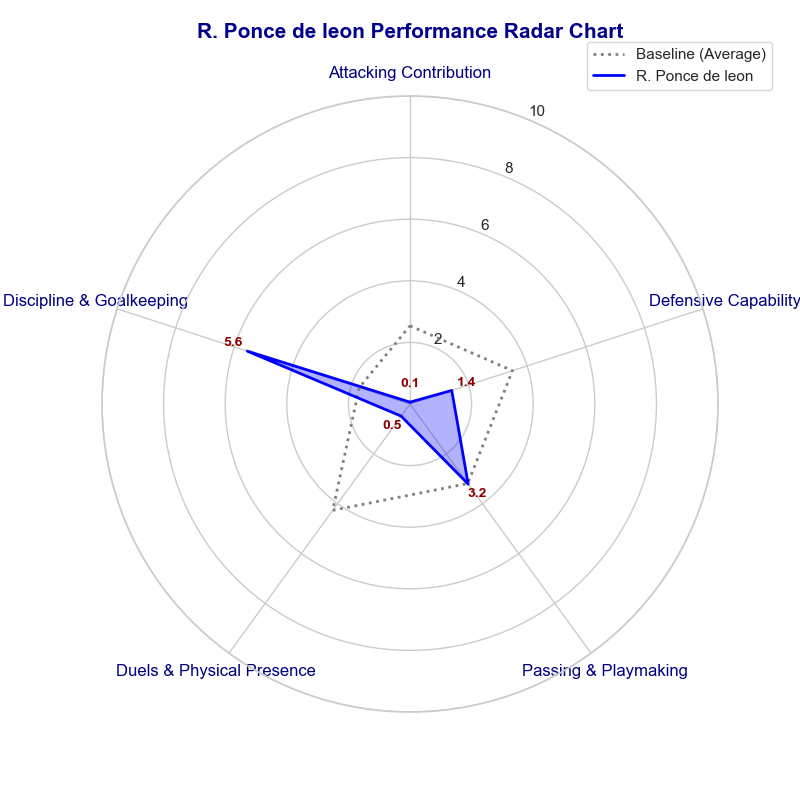 R. Ponce de leon Performance Radar Chart
Baseline (Average)
R. Ponce de leon
Attacking Contribution
10
8
6
4
2
Discipline & Goalkeeping
Defensive Capability
5.6
0.1
1.4
0.5
3.2
Duels & Physical Presence
Passing & Playmaking